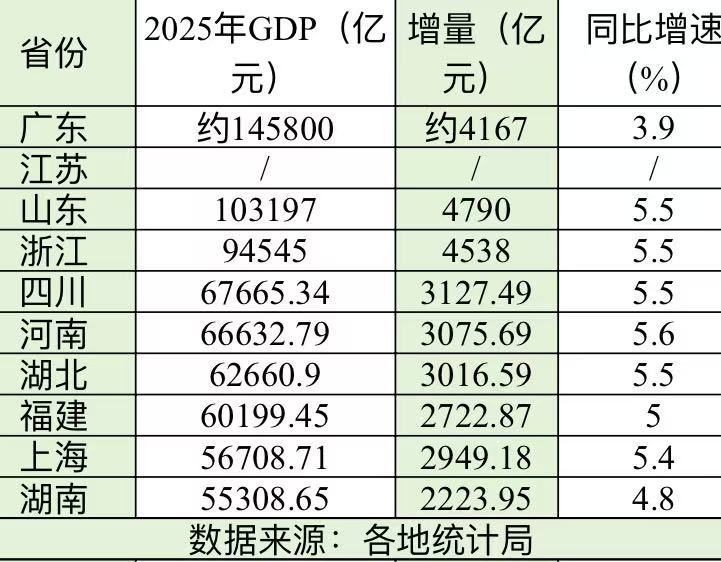 省份 2025年GDP（亿元） 增量（亿元） 同比增速（%）
广东 约145800 约4167 3.9
江苏 / / /
山东 103197 4790 5.5
浙江 94545 4538 5.5
四川 67665.34 3127.49 5.5
河南 66632.79 3075.69 5.6
湖北 62660.9 3016.59 5.5
福建 60199.45 2722.87 5
上海 56708.71 2949.18 5.4
湖南 55308.65 2223.95 4.8
数据来源：各地统计局